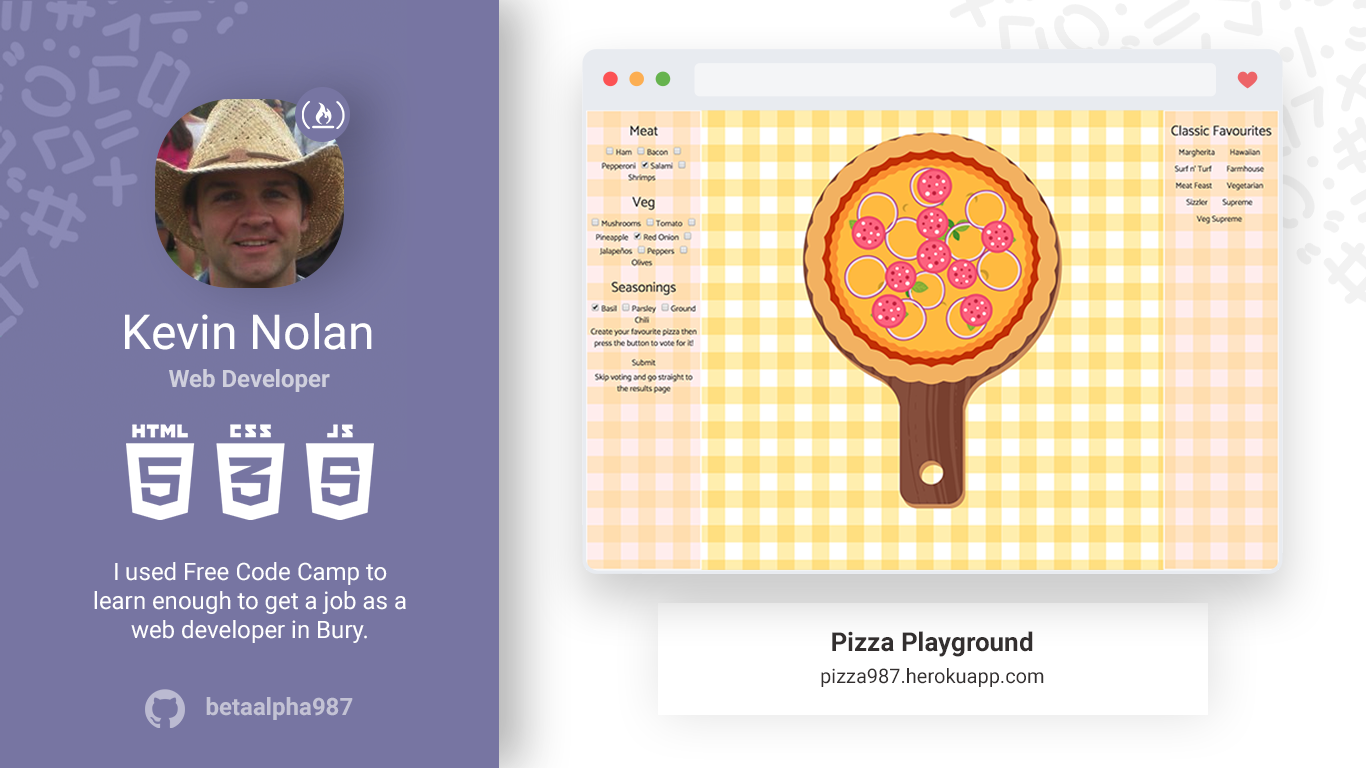 Kevin Nolan
Web Developer
HTML CSS JS
5 3 5
I used Free Code Camp to
learn enough to get a job as a
web developer in Bury.
betaalpha987
Meat
Ham Bacon
Pepperoni Salami
Shrimps
Veg
Mushrooms Tomato
Pineapple Red Onion
Jalapeños Peppers
Olives
Seasonings
Basil Parsley Ground
Chili
Create your favourite pizza then
press the button to vote for it!
Submit
Skip voting and go straight to
the results page
Classic Favourites
Margherita Hawaiian
Surf n' Turf Farmhouse
Meat Feast Vegetarian
Sizzler Supreme
Veg Supreme
Pizza Playground
pizza987.herokuapp.com